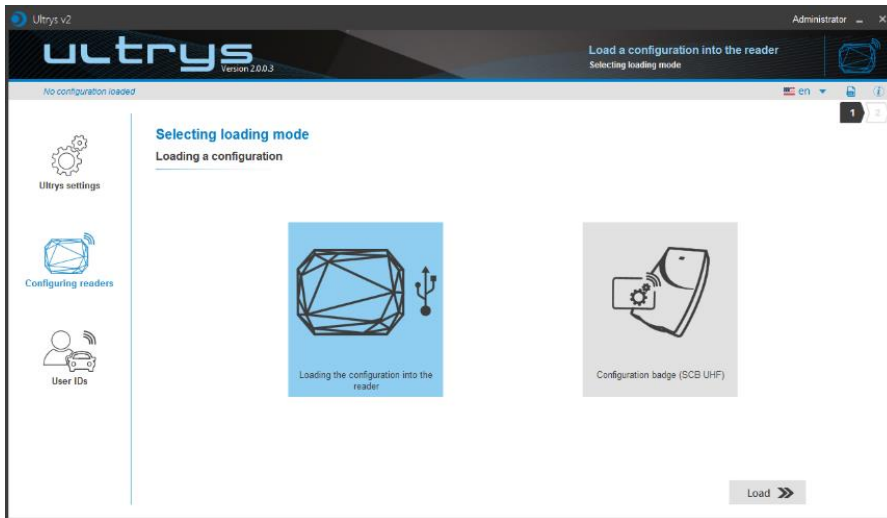 Ultrys v2
Administrator
ultrys
Version 2.0.0.3
Load a configuration into the reader
Selecting loading mode
No configuration loaded
en
1
2
Selecting loading mode
Loading a configuration
Ultrys settings
Configuring readers
User IDs
Loading the configuration into the
reader
Configuration badge (SCB UHF)
Load